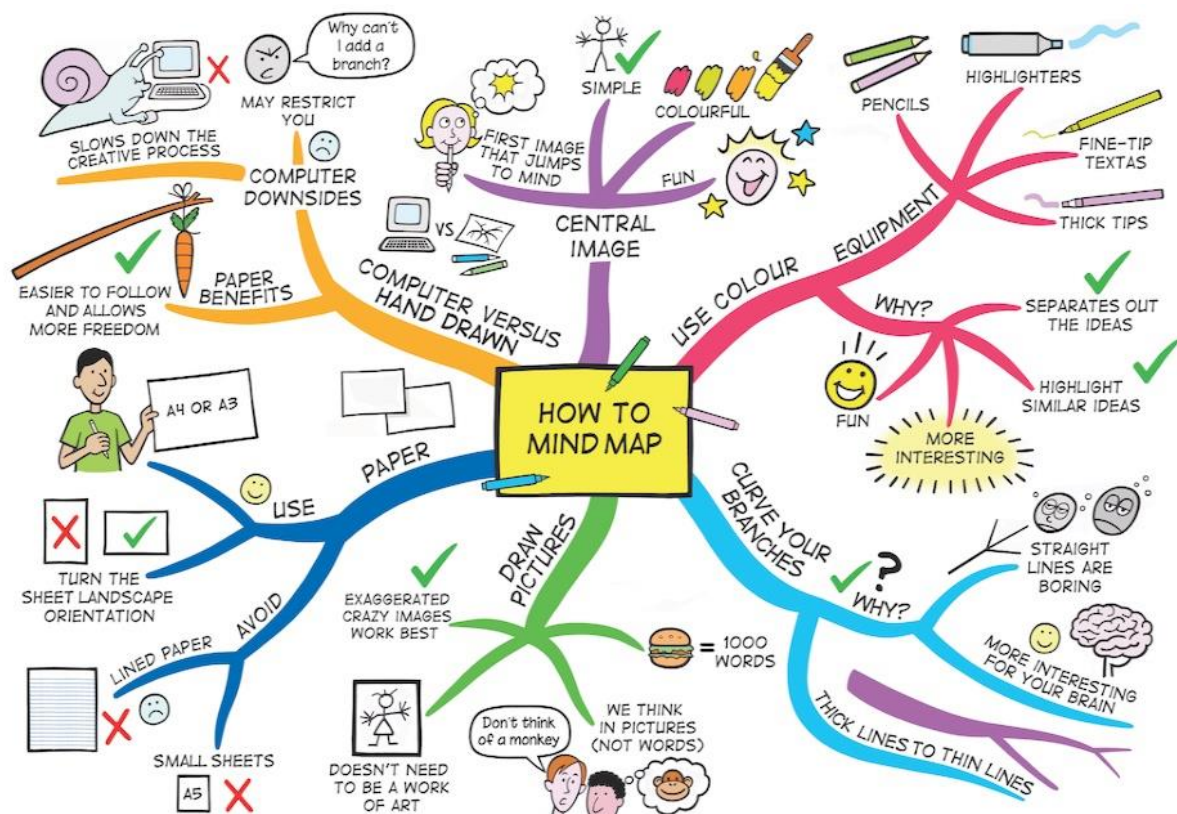 HOW TO
MIND MAP
CENTRAL
IMAGE
FIRST IMAGE
THAT JUMPS
TO MIND
SIMPLE
COLOURFUL
FUN
USE COLOUR
EQUIPMENT
PENCILS
HIGHLIGHTERS
FINE-TIP
TEXTAS
THICK TIPS
WHY?
SEPARATES OUT
THE IDEAS
HIGHLIGHT
SIMILAR IDEAS
MORE
INTERESTING
FUN
CURVE YOUR
BRANCHES
?
WHY?
STRAIGHT
LINES ARE
BORING
MORE INTERESTING
FOR YOUR
BRAIN
THICK LINES TO THIN LINES
DRAW
PICTURES
= 1000
WORDS
WE THINK
IN PICTURES
(NOT WORDS)
Don't think
of a monkey
DOESN'T NEED
TO BE A WORK
OF ART
EXAGGERATED
CRAZY IMAGES
WORK BEST
PAPER
USE
A4 OR A3
TURN THE
SHEET LANDSCAPE
ORIENTATION
AVOID
LINED PAPER
SMALL SHEETS
A5
COMPUTER VERSUS
HAND DRAWN
VS
PAPER
BENEFITS
EASIER TO FOLLOW
AND ALLOWS
MORE FREEDOM
COMPUTER
DOWNSIDES
SLOWS DOWN THE
CREATIVE PROCESS
MAY RESTRICT
YOU
Why can't
I add a
branch?